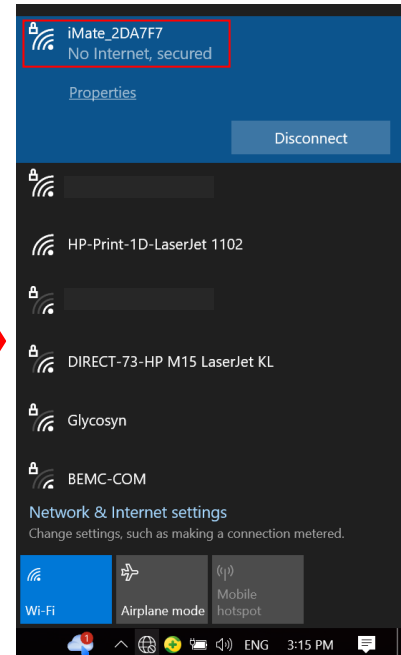 iMate_2DA7F7
No Internet, secured
Properties
Disconnect
HP-Print-1D-LaserJet 1102
DIRECT-73-HP M15 LaserJet KL
Glycosyn
BEMC-COM
Network & Internet settings
Change settings, such as making a connection metered.
Wi-Fi
Airplane mode
Mobile
hotspot
1
ENG
3:15 PM